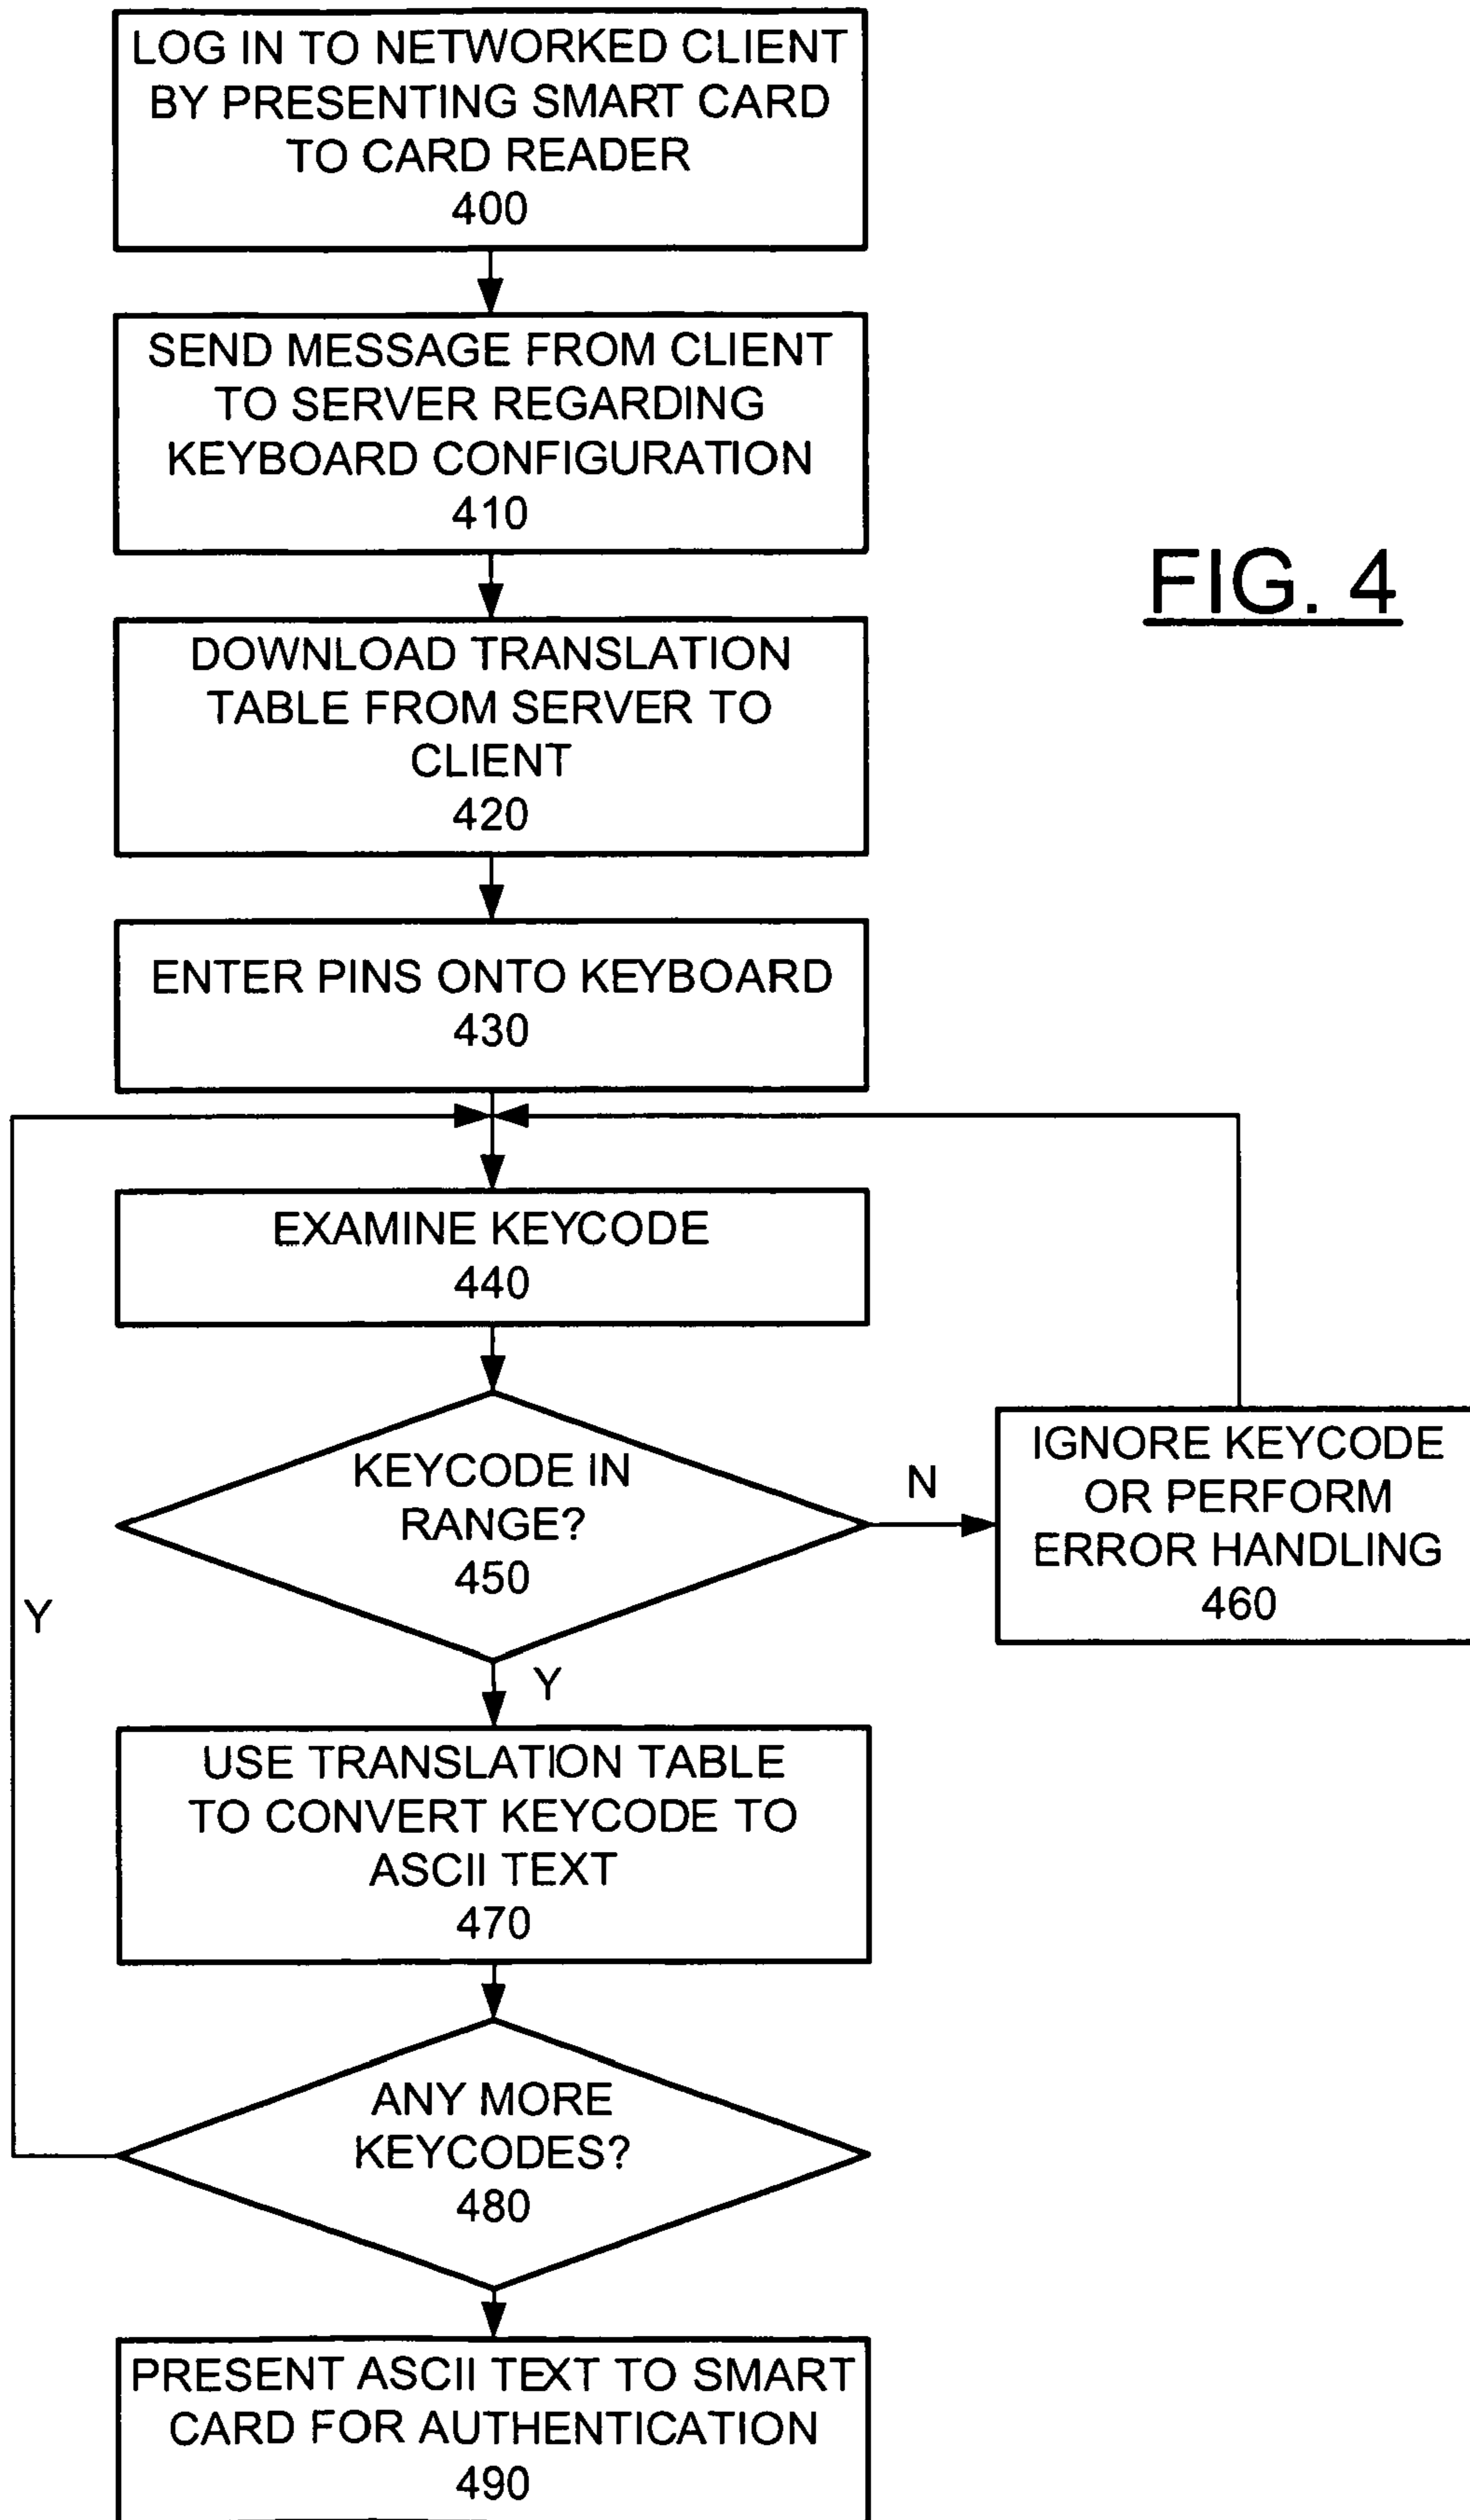 LOG IN TO NETWORKED CLIENT
BY PRESENTING SMART CARD
TO CARD READER
400
SEND MESSAGE FROM CLIENT
TO SERVER REGARDING
KEYBOARD CONFIGURATION
410
FIG. 4
DOWNLOAD TRANSLATION
TABLE FROM SERVER TO
CLIENT
420
ENTER PINS ONTO KEYBOARD
430
EXAMINE KEYCODE
440
KEYCODE IN
RANGE?
450
N
IGNORE KEYCODE
OR PERFORM
ERROR HANDLING
460
Y
Y
USE TRANSLATION TABLE
TO CONVERT KEYCODE TO
ASCII TEXT
470
ANY MORE
KEYCODES?
480
PRESENT ASCII TEXT TO SMART
CARD FOR AUTHENTICATION
490